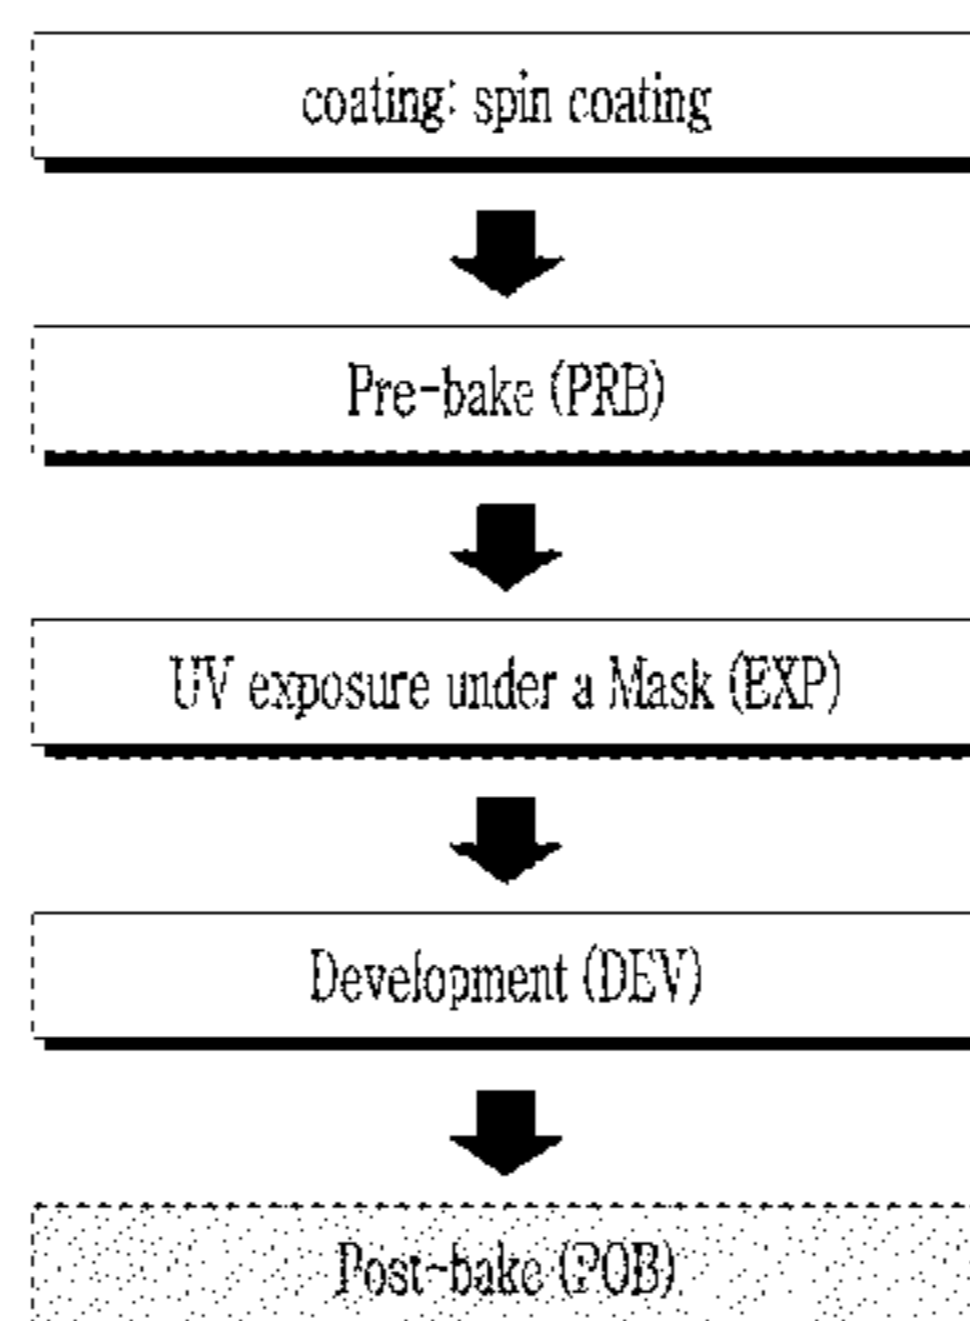 coating: spin coating
Pre-bake (PRB)
UV exposure under a Mask (EXP)
Development (DEV)
Post-bake (POB)